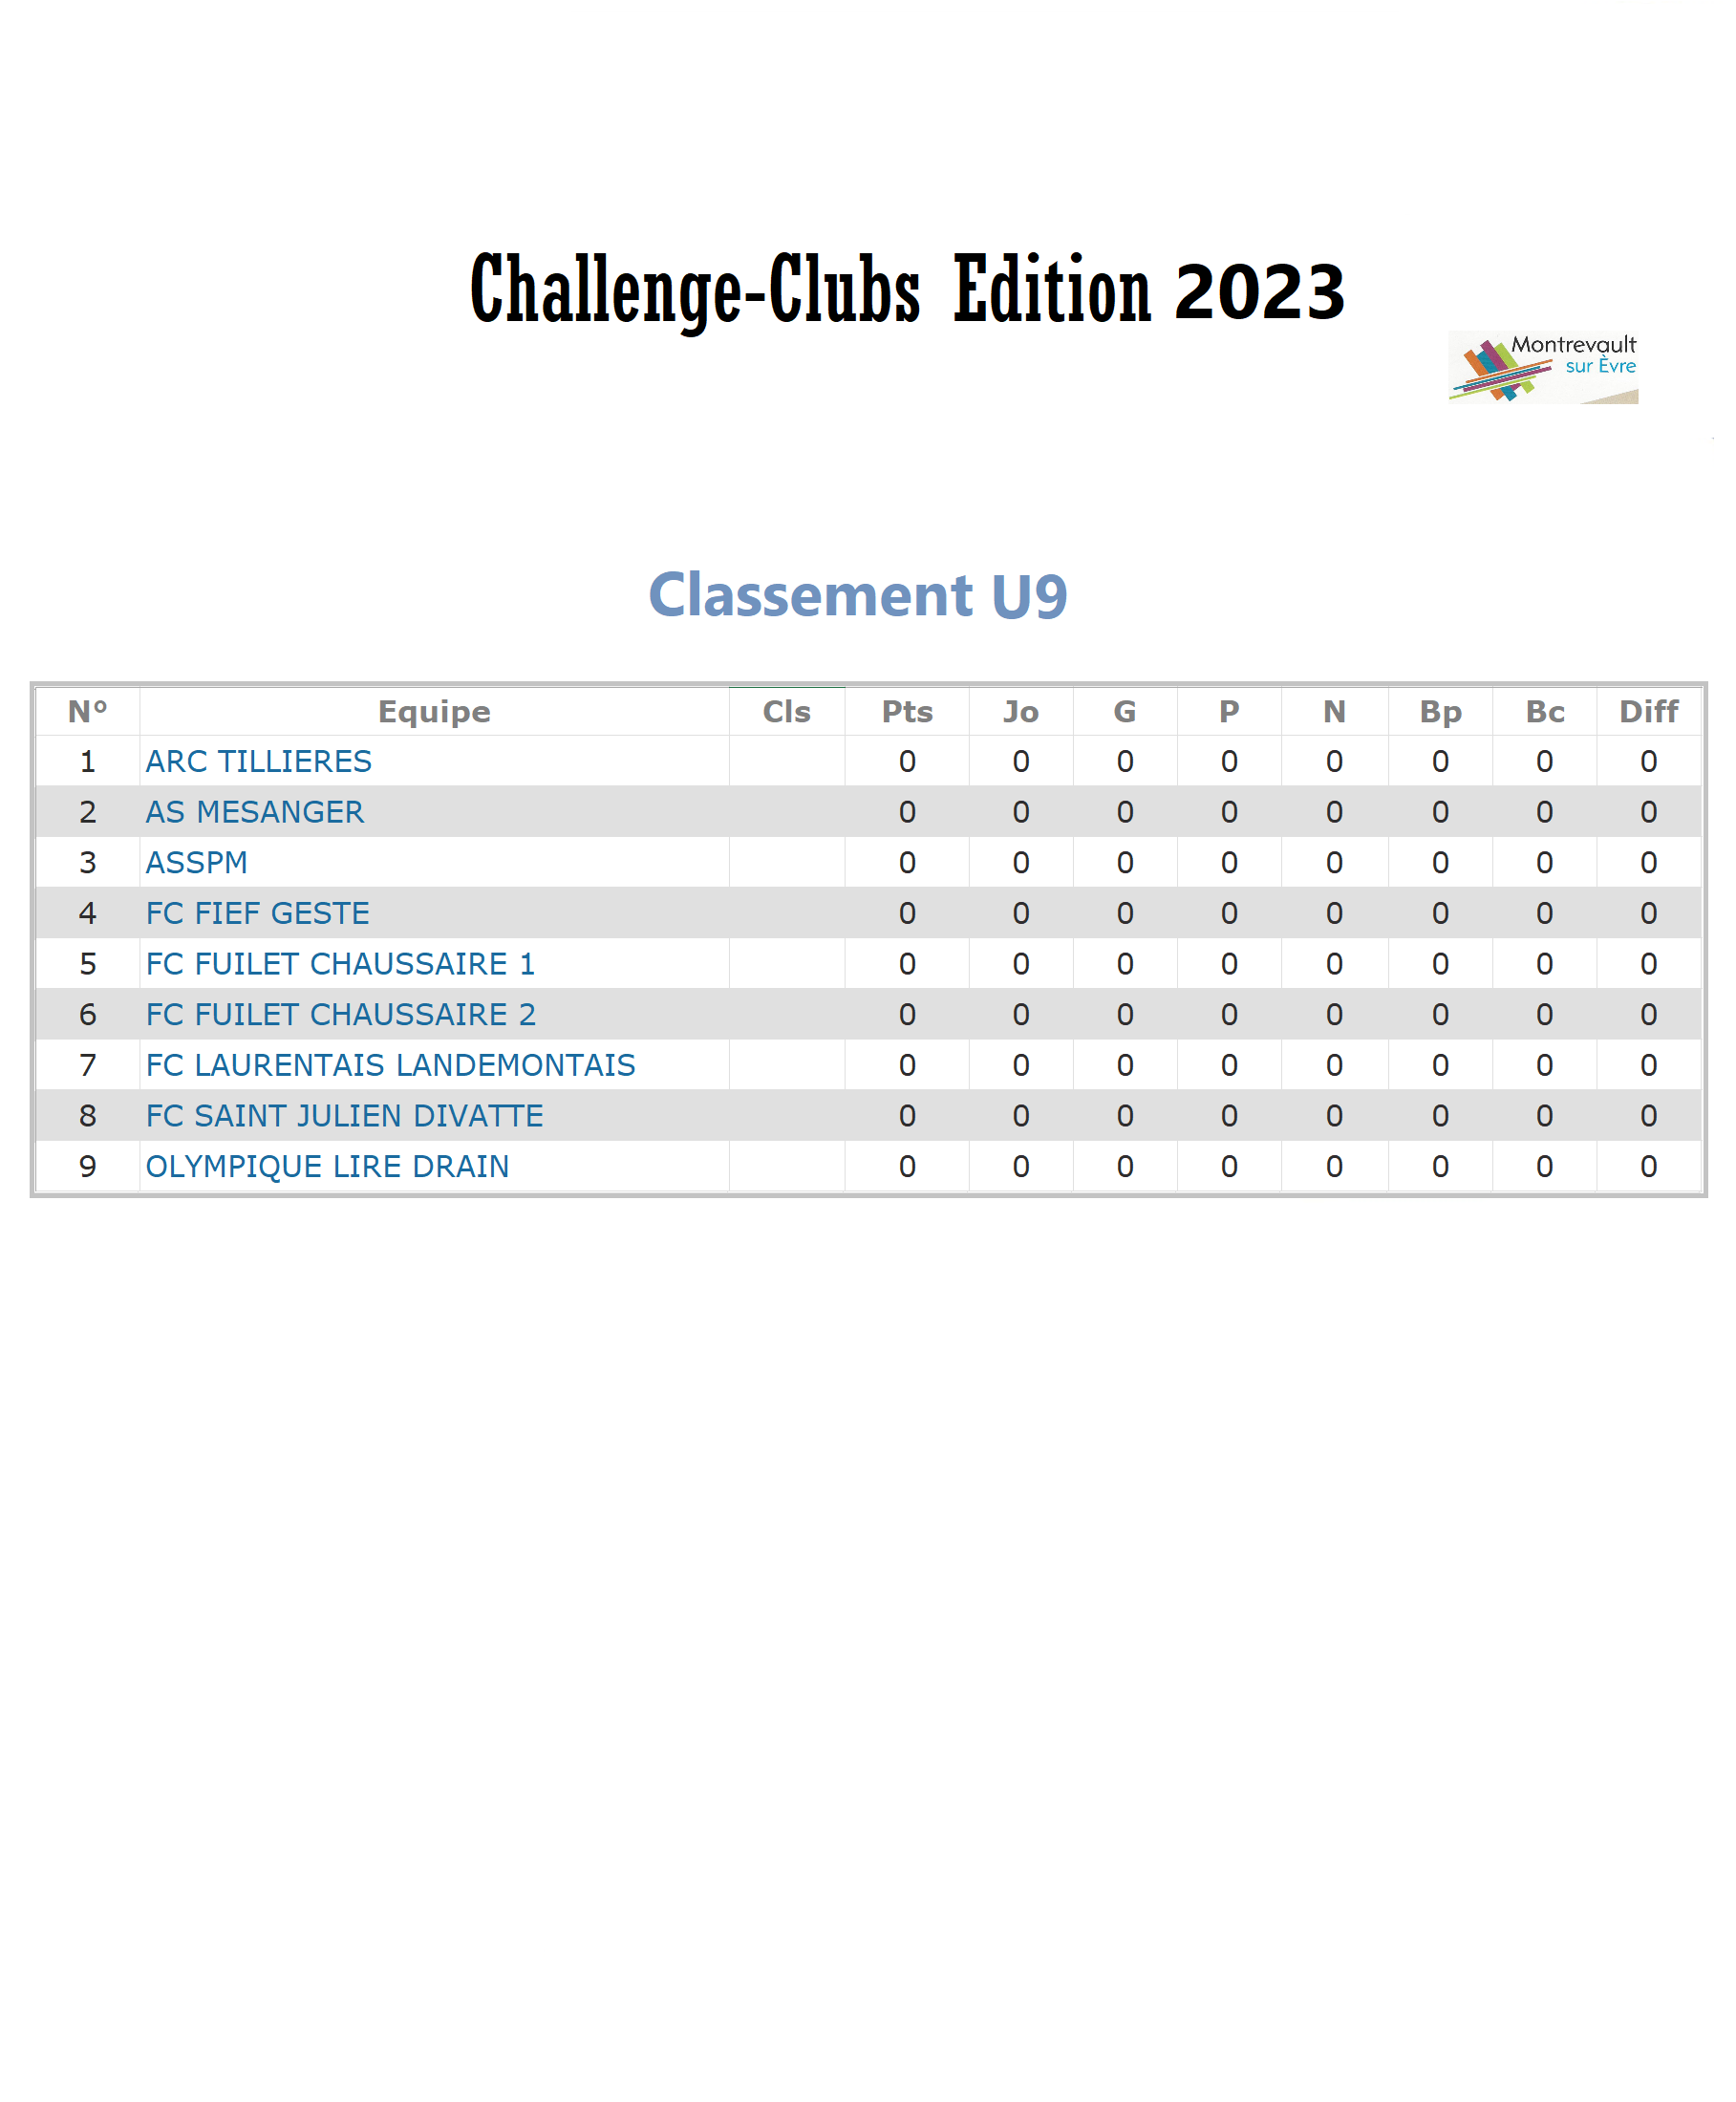 Challenge-Clubs Edition 2023
Montrevault
sur Èvre
Classement U9
N° Equipe Cls Pts Jo G P N Bp Bc Diff
1 ARC TILLIERES 0 0 0 0 0 0 0 0
2 AS MESANGER 0 0 0 0 0 0 0 0
3 ASSPM 0 0 0 0 0 0 0 0
4 FC FIEF GESTE 0 0 0 0 0 0 0 0
5 FC FUILET CHAUSSAIRE 1 0 0 0 0 0 0 0 0
6 FC FUILET CHAUSSAIRE 2 0 0 0 0 0 0 0 0
7 FC LAURENTAIS LANDEMONTAIS 0 0 0 0 0 0 0 0
8 FC SAINT JULIEN DIVATTE 0 0 0 0 0 0 0 0
9 OLYMPIQUE LIRE DRAIN 0 0 0 0 0 0 0 0